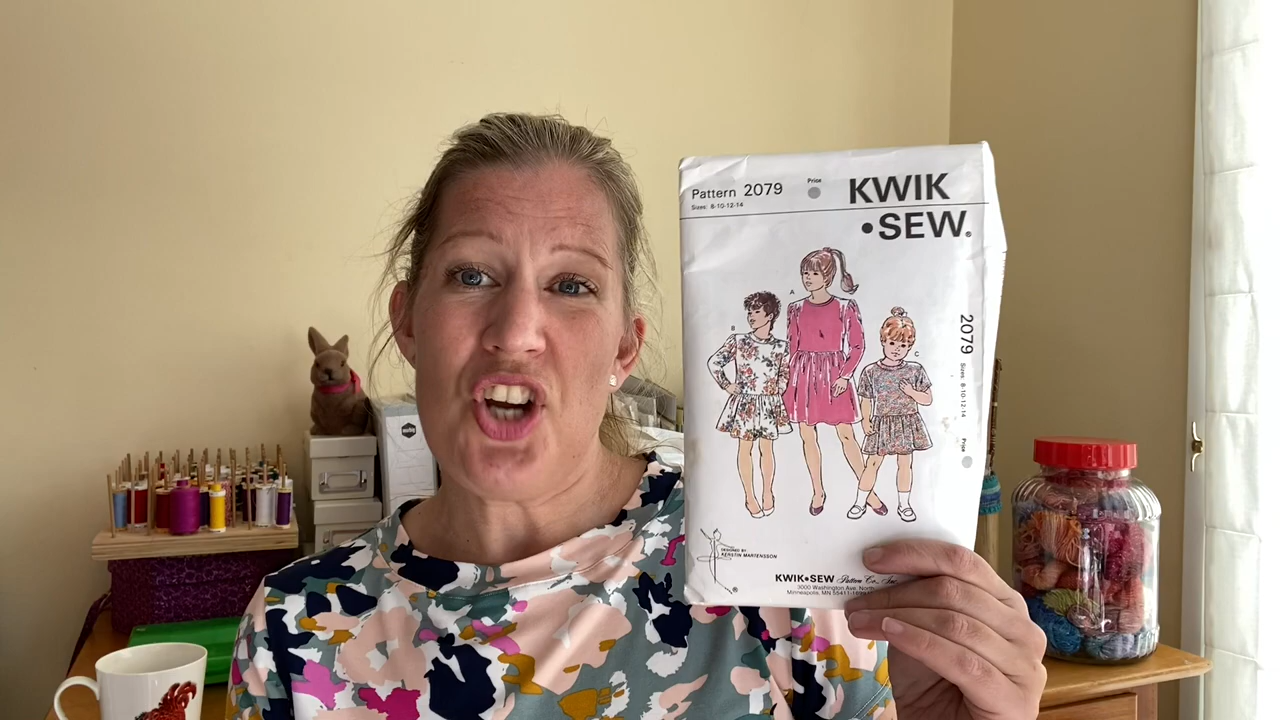 Pattern 2079
Price
KWIK
Sizes: 8-10-12-14
•SEW®
A
B
C
2079
Sizes: 8-10-12-14
Price
DESIGNED BY
KERSTIN MARTENSSON
®
KWIK•SEW Pattern Co., Inc.
3000 Washington Ave. North
Minneapolis, MN 55411-1699